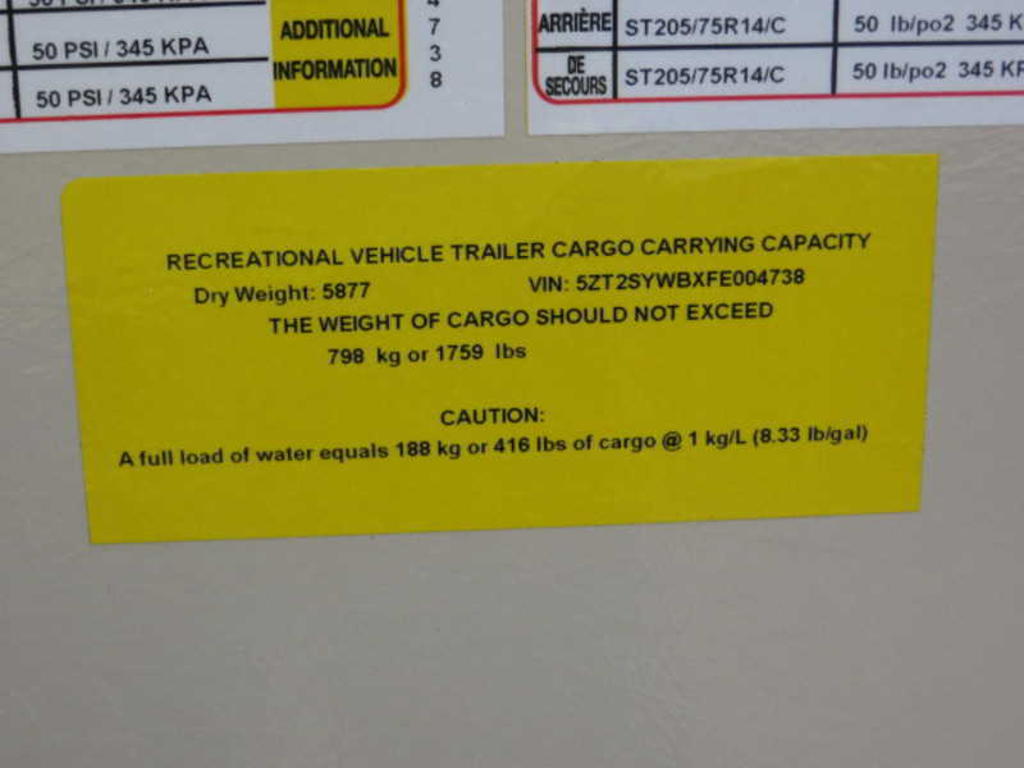 50 PSI / 345 KPA
50 PSI / 345 KPA
ADDITIONAL
INFORMATION
7
3
8
ARRIÈRE ST205/75R14/C 50 lb/po2 345
DE SECOURS ST205/75R14/C 50 lb/po2 345
RECREATIONAL VEHICLE TRAILER CARGO CARRYING CAPACITY
Dry Weight: 5877 VIN: 5ZT2SYWBXFE004738
THE WEIGHT OF CARGO SHOULD NOT EXCEED
798 kg or 1759 lbs
CAUTION:
A full load of water equals 188 kg or 416 lbs of cargo @ 1 kg/L (8.33 lb/gal)